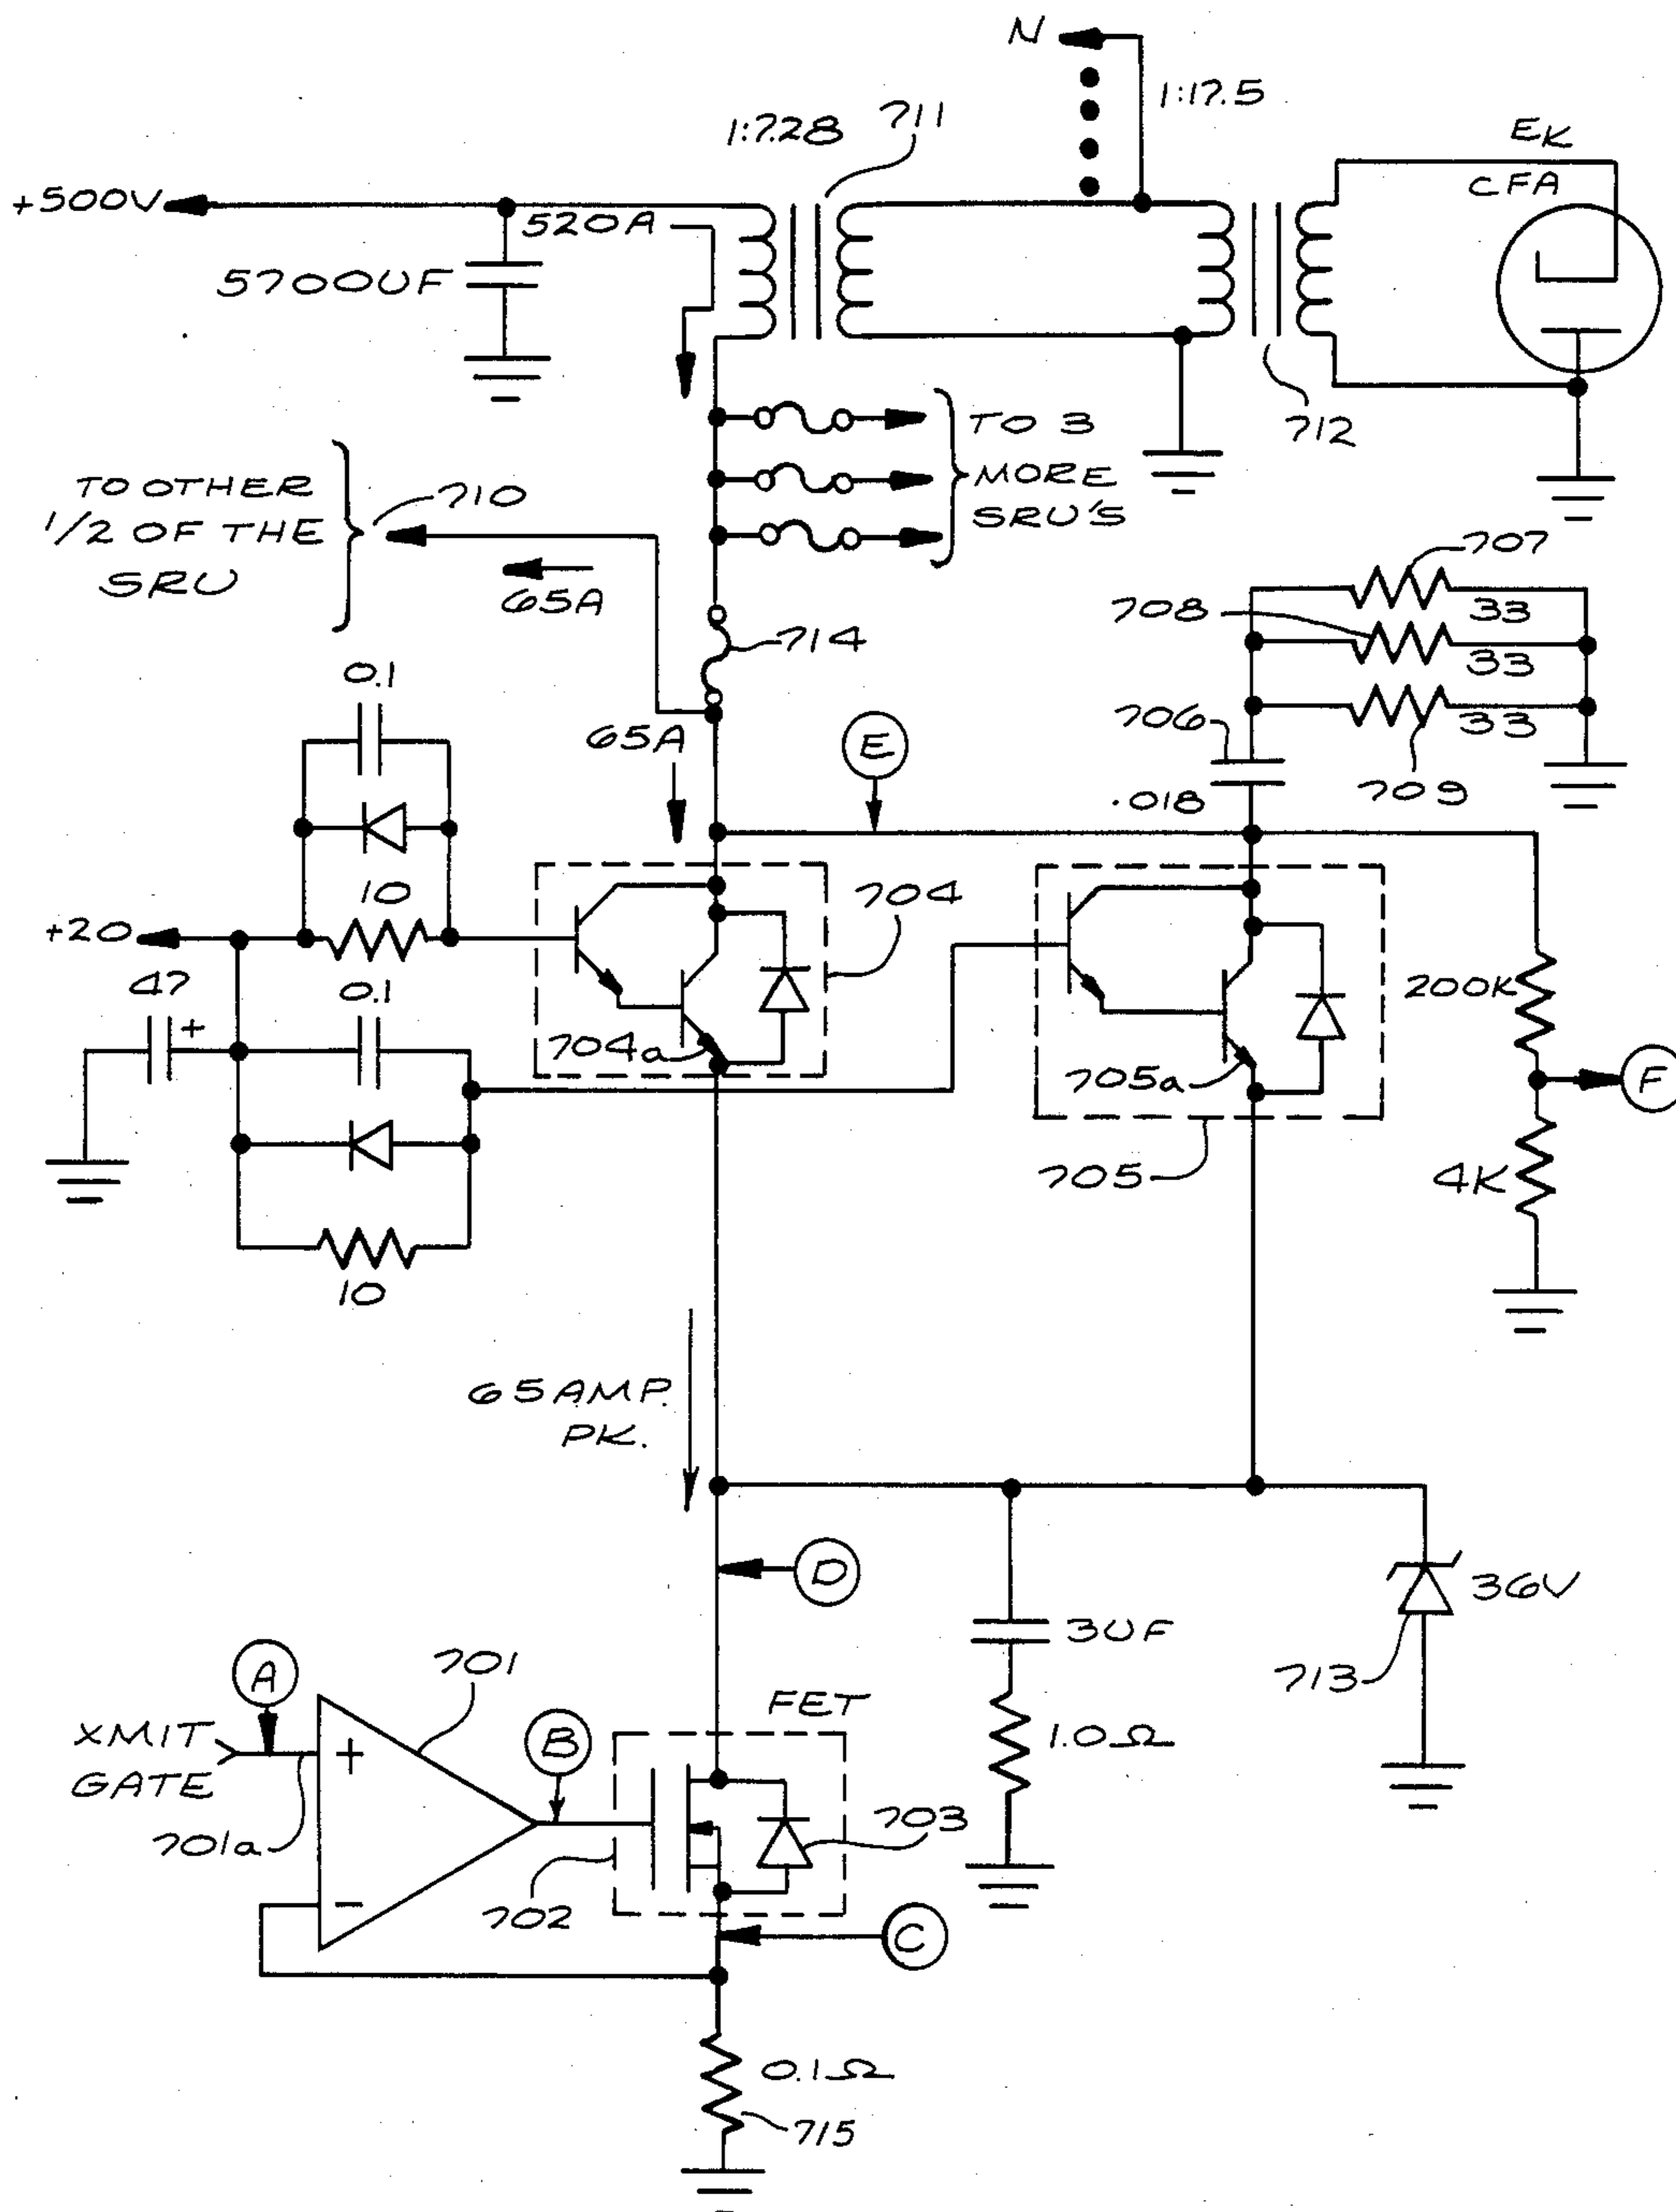 N
1:17.5
1:7.28
711
EK
CFA
+500V
520A
5700UF
712
TO 3
MORE
SRU'S
TO OTHER
1/2 OF THE
SRU
710
65A
714
707
33
708
33
33
709
706
.018
0.1
65A
E
10
704
+20
47
+
0.1
704a
705a
705
200K
F
4K
10
65 AMP.
PK.
D
36V
3UF
713
A
701
XMIT
GATE
+
701a
-
B
FET
1.0Ω
703
702
C
0.1Ω
715